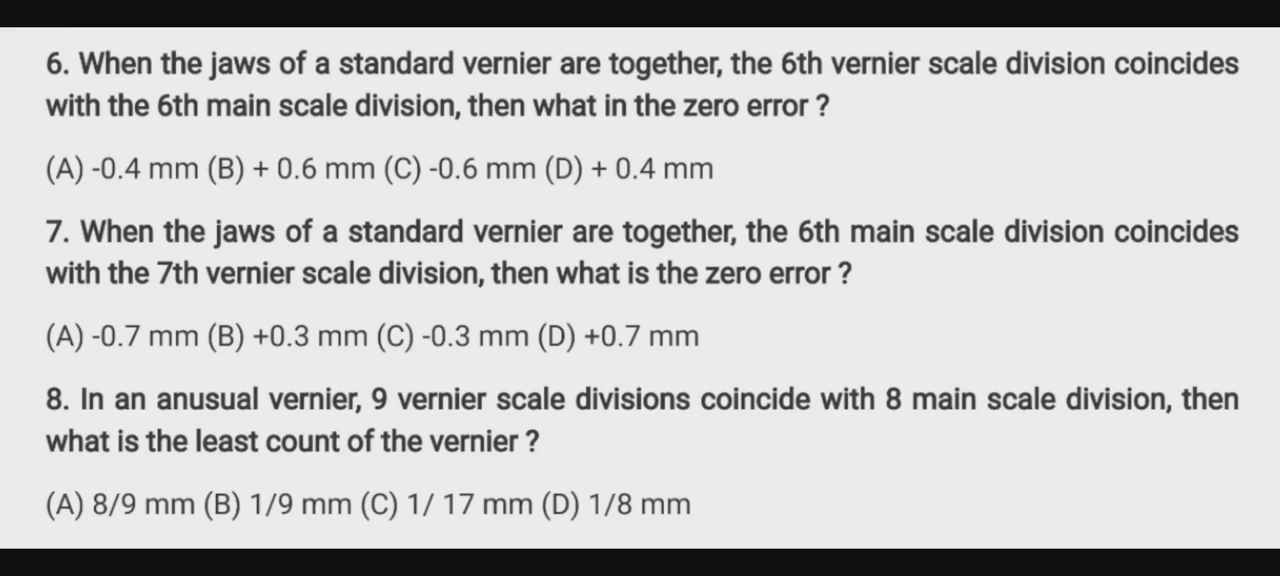 6. When the jaws of a standard vernier are together, the 6th vernier scale division coincides
with the 6th main scale division, then what in the zero error ?
(A) -0.4 mm (B) + 0.6 mm (C) -0.6 mm (D) + 0.4 mm
7. When the jaws of a standard vernier are together, the 6th main scale division coincides
with the 7th vernier scale division, then what is the zero error ?
(A) -0.7 mm (B) +0.3 mm (C) -0.3 mm (D) +0.7 mm
8. In an anusual vernier, 9 vernier scale divisions coincide with 8 main scale division, then
what is the least count of the vernier ?
(A) 8/9 mm (B) 1/9 mm (C) 1/ 17 mm (D) 1/8 mm